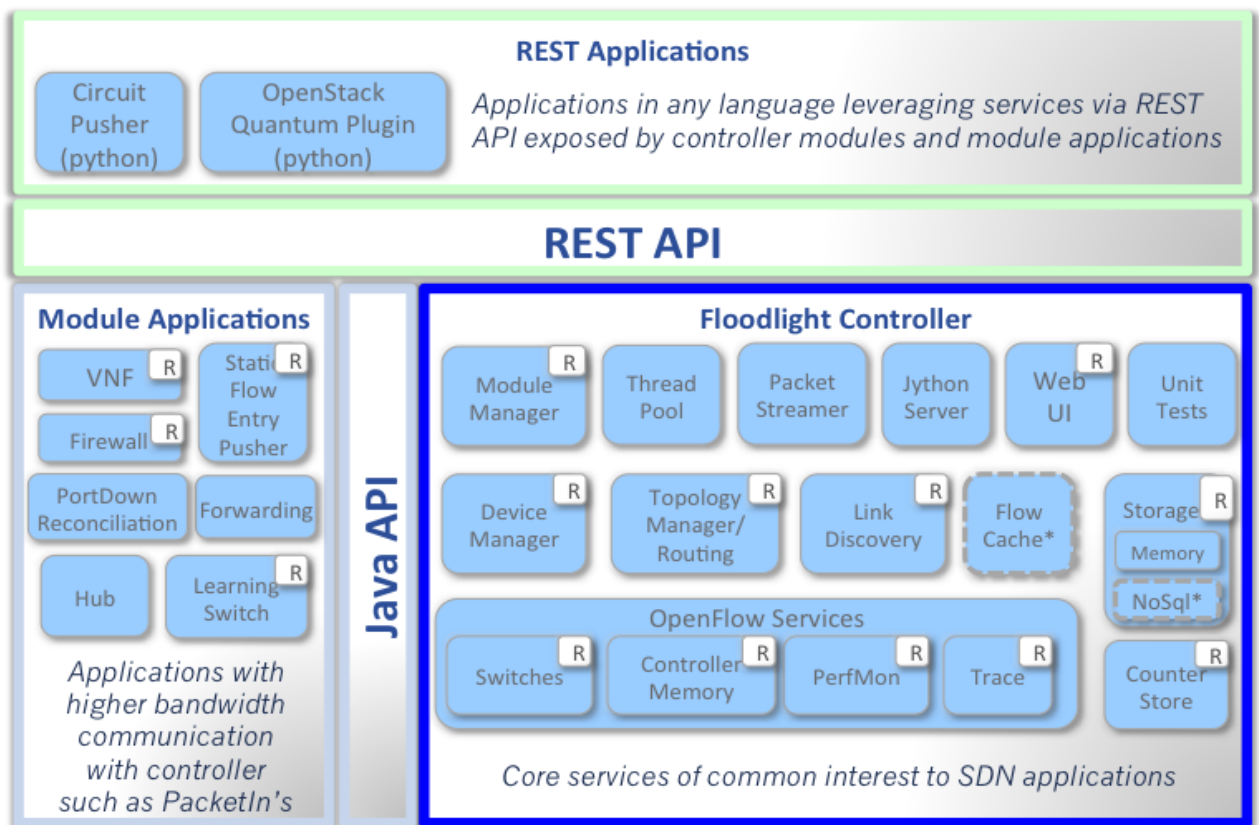 REST Applications
Circuit
Pusher
(python)
OpenStack
Quantum Plugin
(python)
Applications in any language leveraging services via REST
API exposed by controller modules and module applications
REST API
Module Applications
VNF
R
Static
Flow
Entry
Pusher
R
Firewall
R
PortDown
Reconciliation
Forwarding
Hub
Learning
Switch
R
Applications with
higher bandwidth
communication
with controller
such as PacketIn's
Java API
Floodlight Controller
Module
Manager
R
Thread
Pool
Packet
Streamer
Jython
Server
Web
UI
R
Unit
Tests
Device
Manager
R
Topology
Manager/
Routing
R
Link
Discovery
R
Flow
Cache*
Storage
R
Memory
NoSql*
OpenFlow Services
Switches
R
Controller
Memory
R
PerfMon
R
Trace
R
Counter
Store
R
Core services of common interest to SDN applications